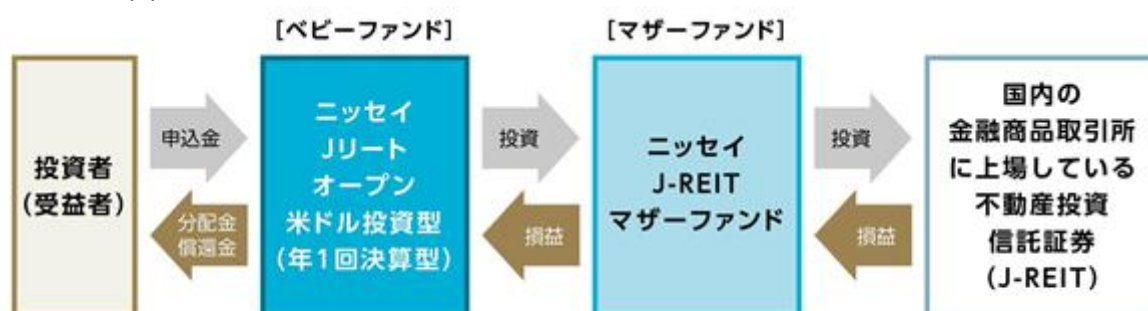 [ベビーファンド]
[マザーファンド]
投資者
(受益者)
申込金
分配金
償還金
ニッセイ
Jリート
オープン
米ドル投資型
(年1回決算型)
投資
損益
ニッセイ
J-REIT
マザーファンド
投資
損益
国内の
金融商品取引所
に上場している
不動産投資
信託証券
(J-REIT)